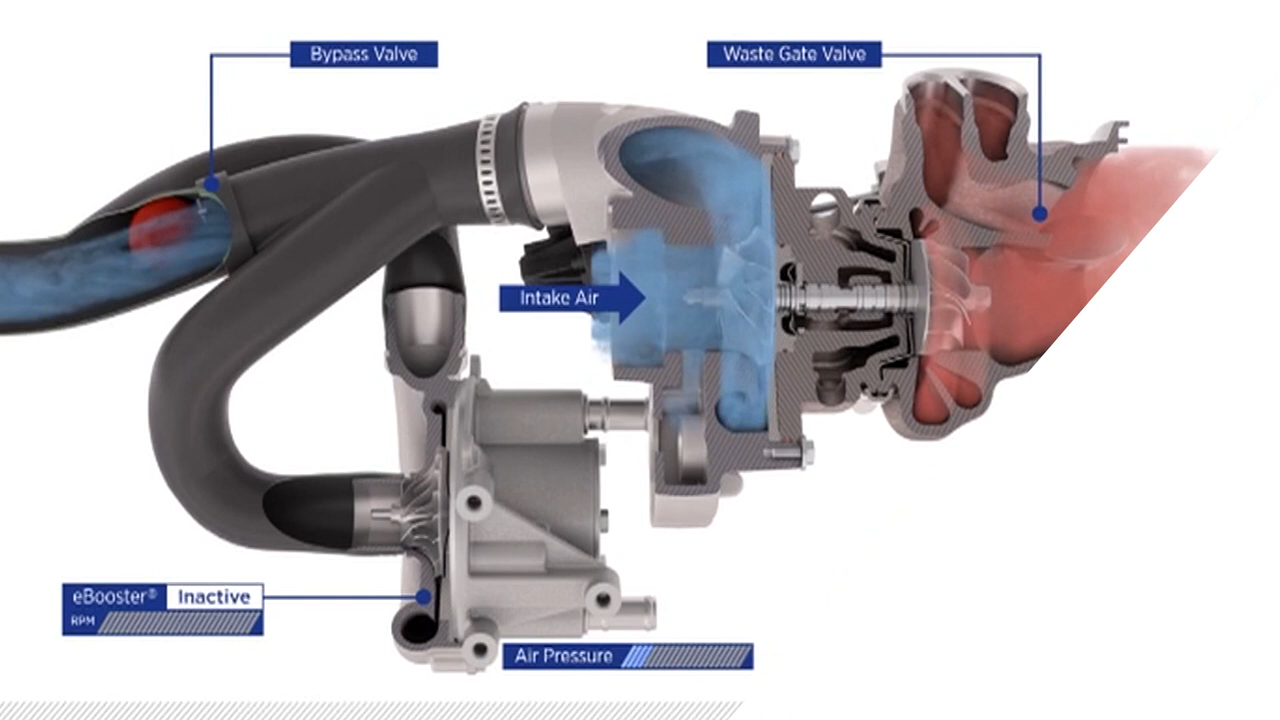 Bypass Valve
Waste Gate Valve
Intake Air
eBooster® Inactive
RPM
Air Pressure